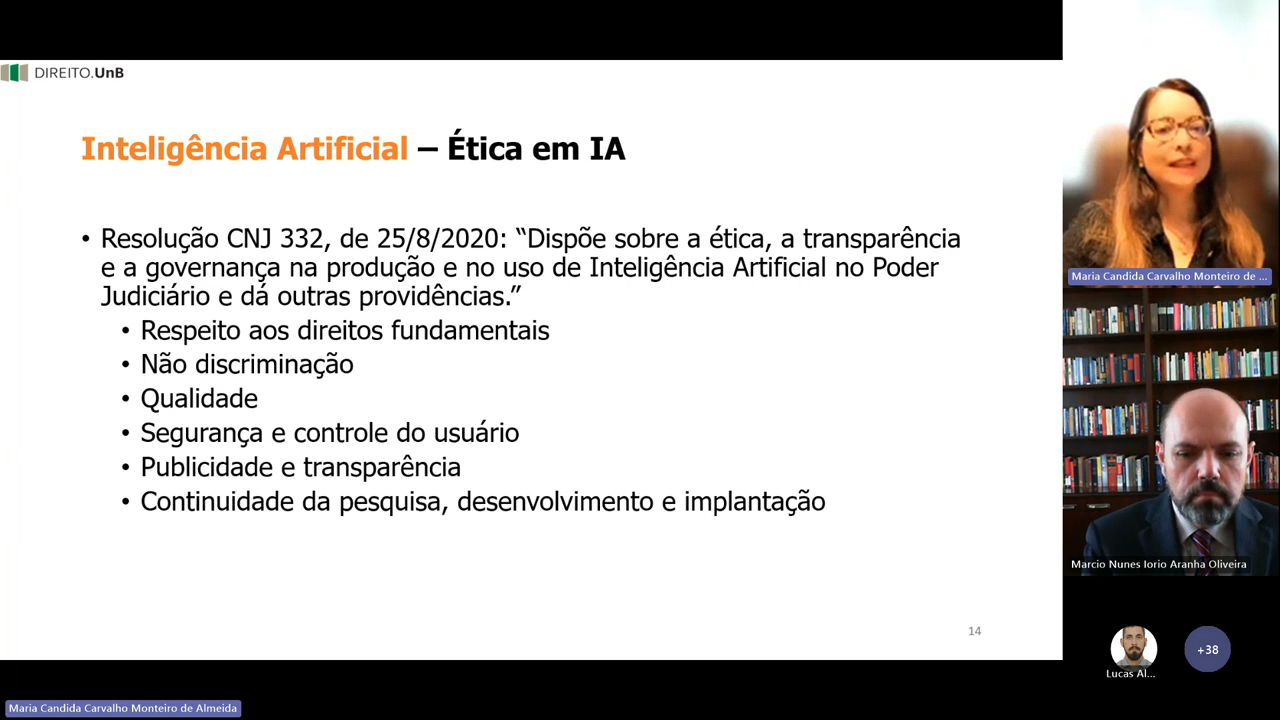 DIREITO.UnB
Inteligência Artificial – Ética em IA
• Resolução CNJ 332, de 25/8/2020: “Dispõe sobre a ética, a transparência
e a governança na produção e no uso de Inteligência Artificial no Poder
Judiciário e dá outras providências.”
• Respeito aos direitos fundamentais
• Não discriminação
• Qualidade
• Segurança e controle do usuário
• Publicidade e transparência
• Continuidade da pesquisa, desenvolvimento e implantação
14
Maria Candida Carvalho Monteiro de ...
Marcio Nunes Iorio Aranha Oliveira
+38
Lucas Al...
Maria Candida Carvalho Monteiro de Almeida